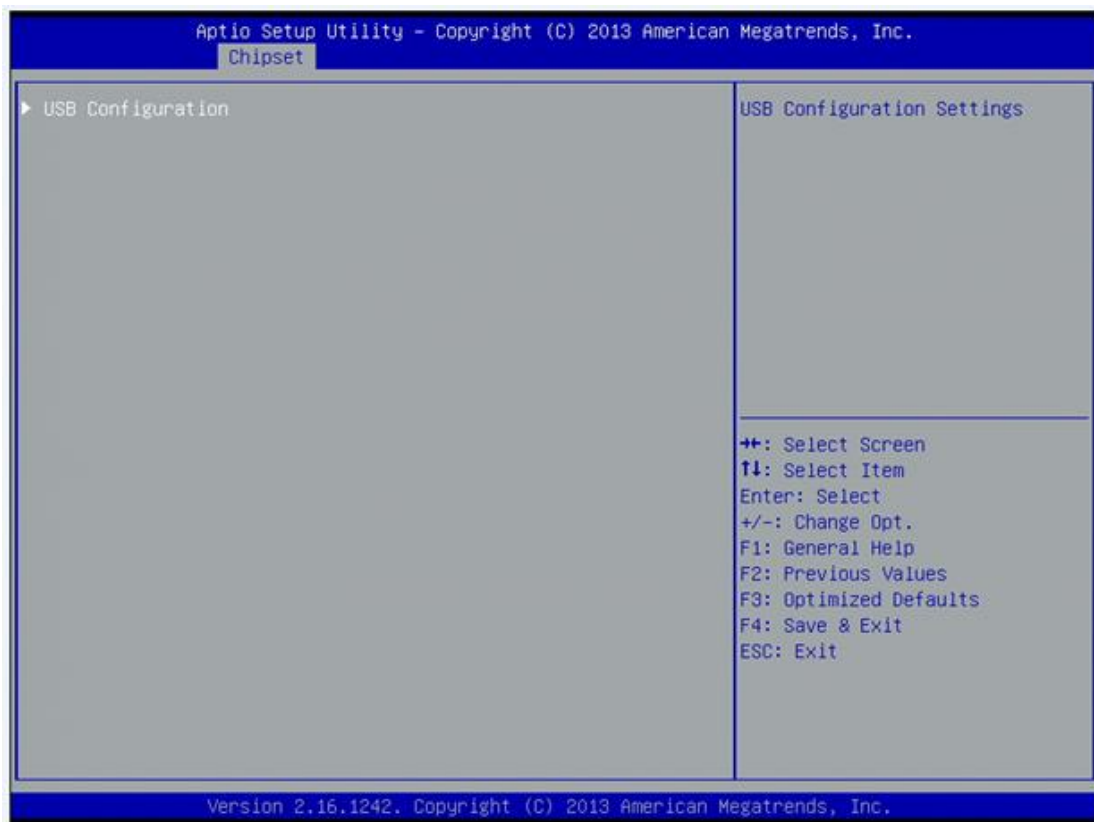 Aptio Setup Utility – Copyright (C) 2013 American Megatrends, Inc.
Chipset
▶ USB Configuration
USB Configuration Settings
→←: Select Screen
↑↓: Select Item
Enter: Select
+/-: Change Opt.
F1: General Help
F2: Previous Values
F3: Optimized Defaults
F4: Save & Exit
ESC: Exit
Version 2.16.1242. Copyright (C) 2013 American Megatrends, Inc.